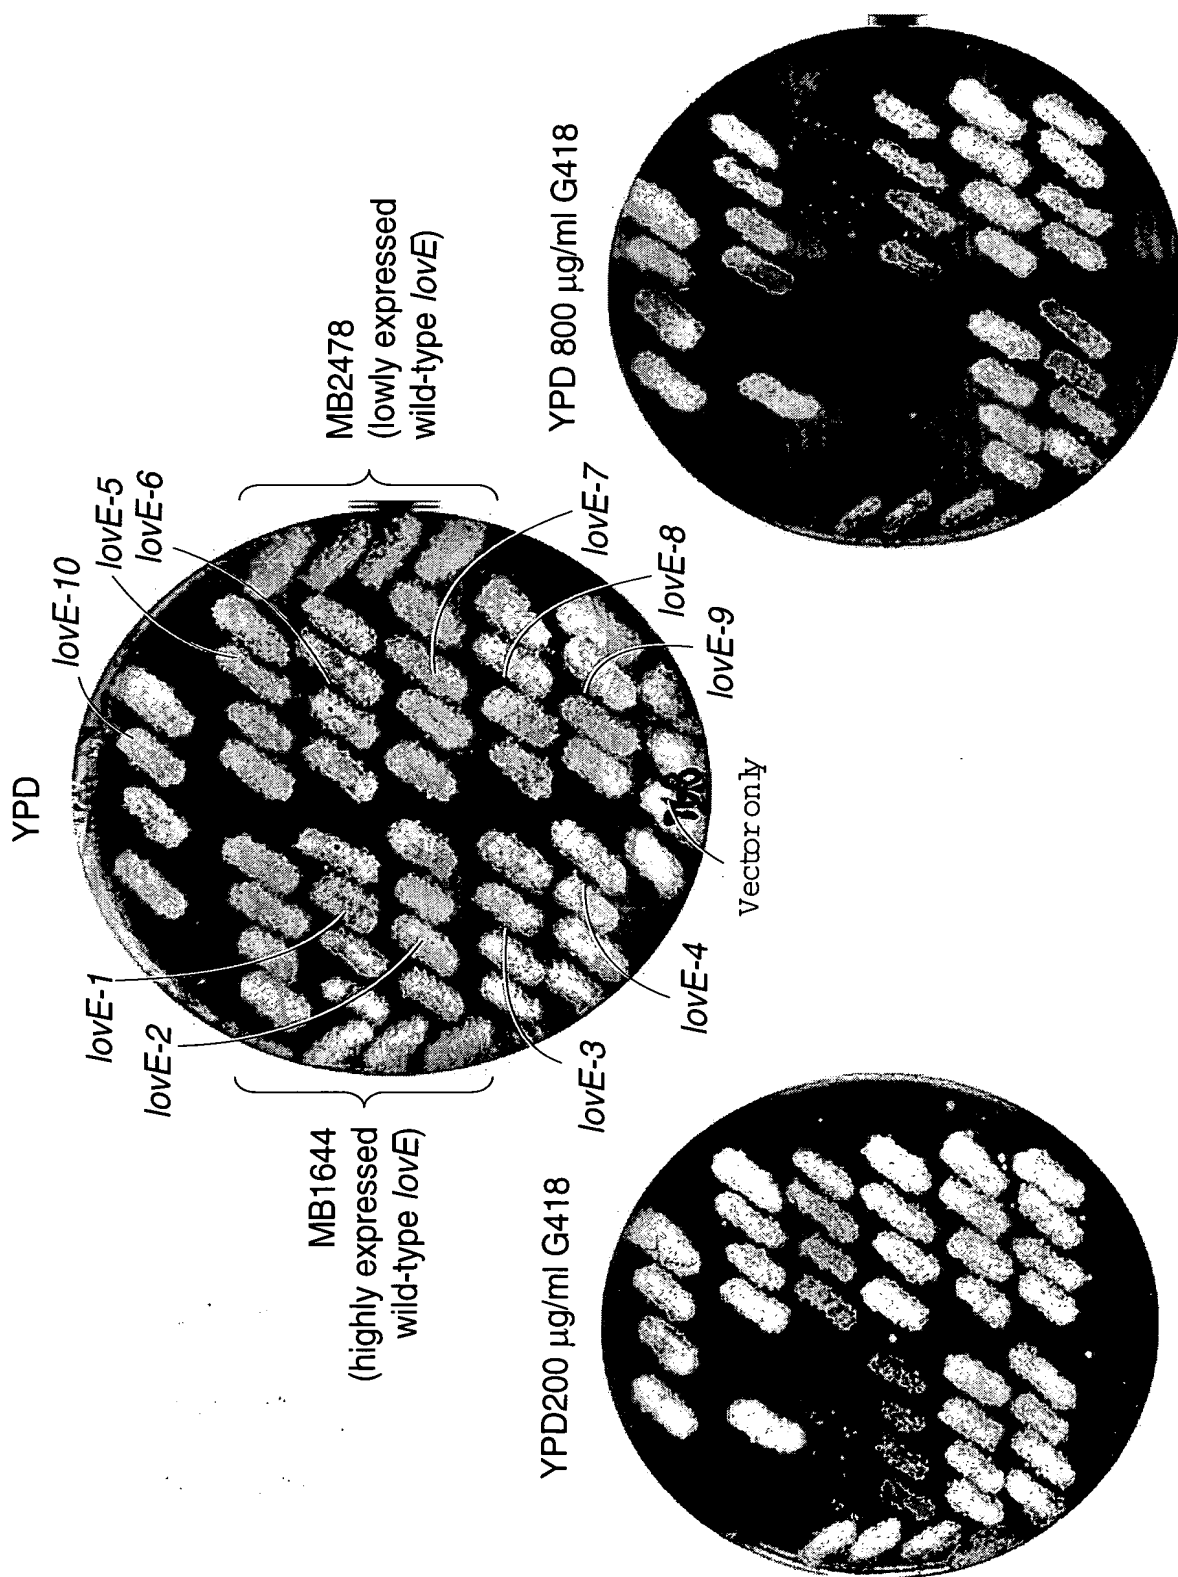 YPD
lovE-10
lovE-5
lovE-6
lovE-1
lovE-2
MB1644
(highly expressed
wild-type lovE)
MB2478
(lowly expressed
wild-type lovE)
lovE-3
lovE-4
Vector only
lovE-7
lovE-8
lovE-9
YPD200 µg/ml G418
YPD 800 µg/ml G418